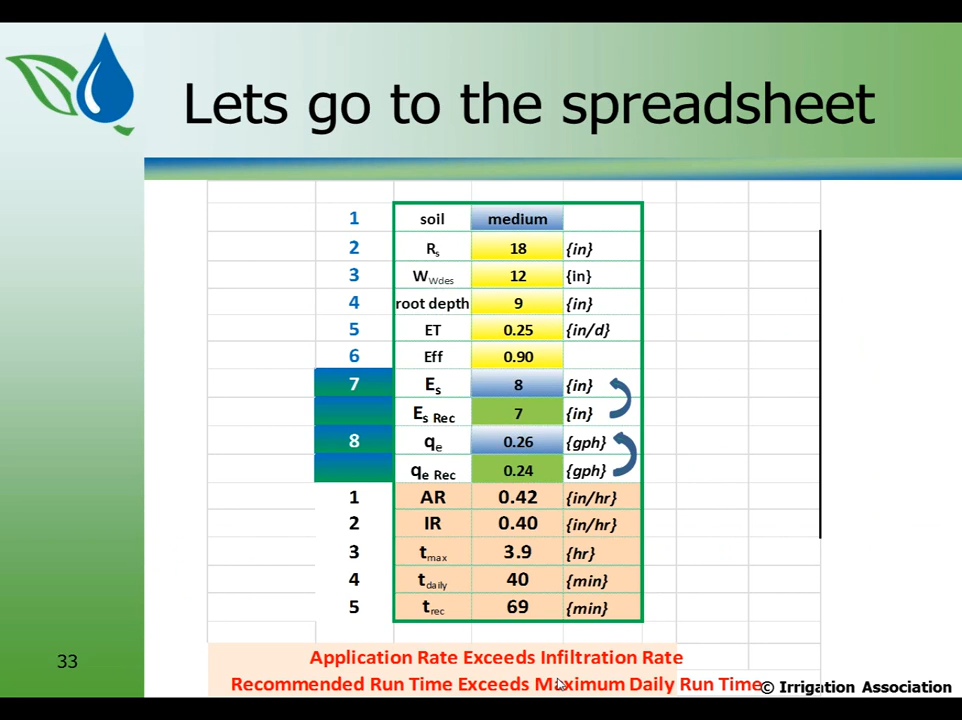 Lets go to the spreadsheet
1 soil medium
2 Rs 18 {in}
3 WWdes 12 {in}
4 root depth 9 {in}
5 ET 0.25 {in/d}
6 Eff 0.90
7 Es 8 {in}
Es Rec 7 {in}
8 qe 0.26 {gph}
qe Rec 0.24 {gph}
1 AR 0.42 {in/hr}
2 IR 0.40 {in/hr}
3 tmax 3.9 {hr}
4 tdaily 40 {min}
5 trec 69 {min}
Application Rate Exceeds Infiltration Rate
Recommended Run Time Exceeds Maximum Daily Run Time
33
© Irrigation Association